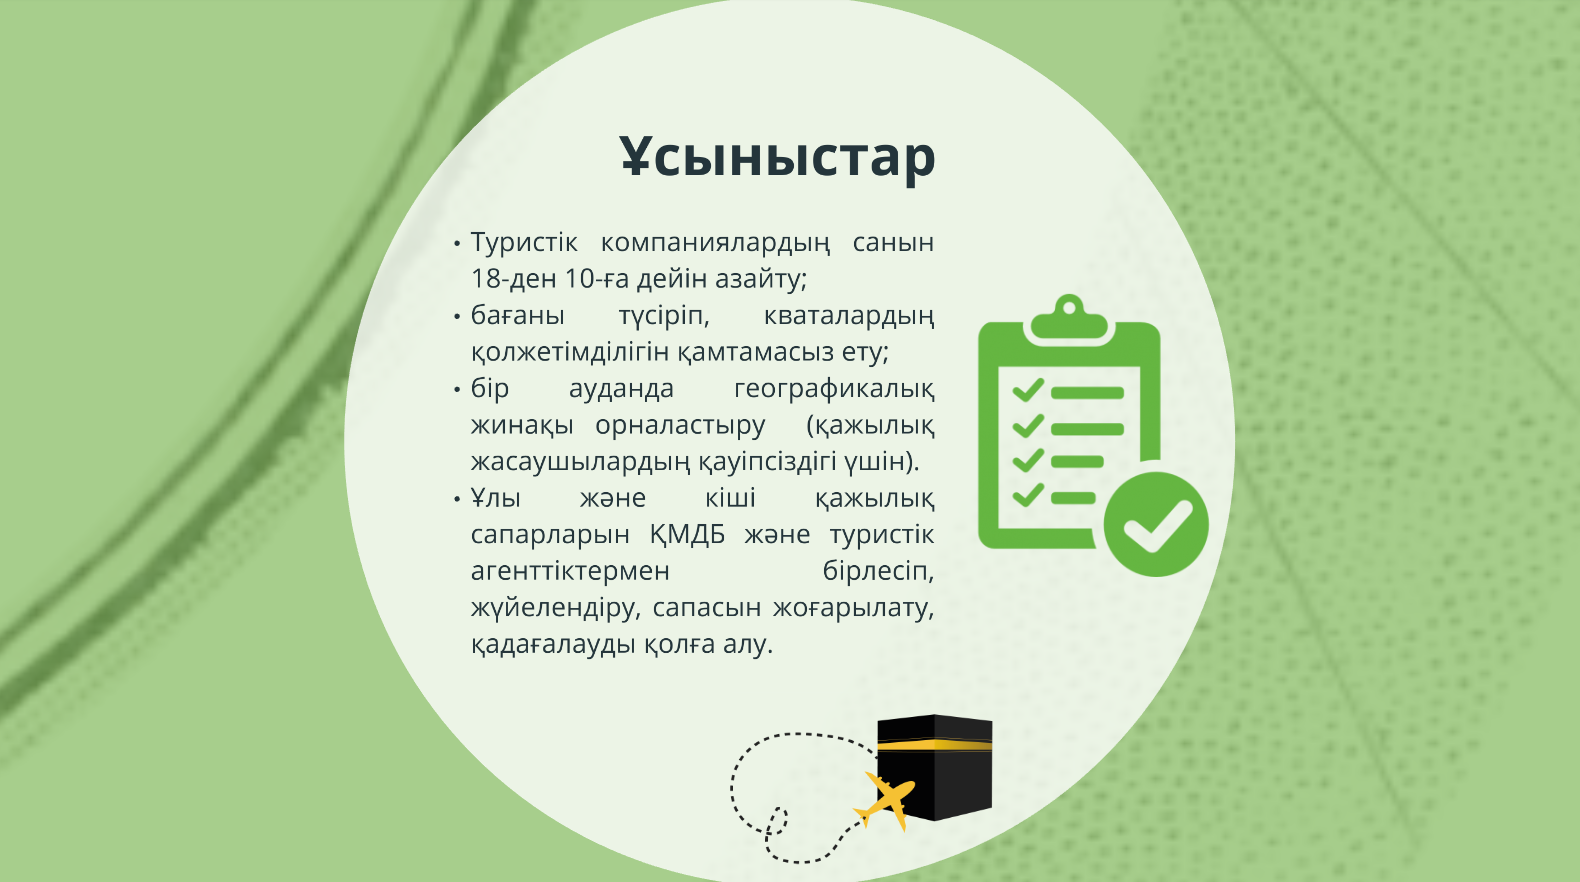 Ұсыныстар
• Туристік компаниялардың санын
18-ден 10-ға дейін азайту;
• бағаны түсіріп, кваталардың
қолжетімділігін қамтамасыз ету;
• бір ауданда географикалық
жинақы орналастыру (қажылық
жасаушылардың қауіпсіздігі үшін).
• Ұлы және кіші қажылық
сапарларын ҚМДБ және туристік
агенттіктермен бірлесіп,
жүйелендіру, сапасын жоғарылату,
қадағалауды қолға алу.